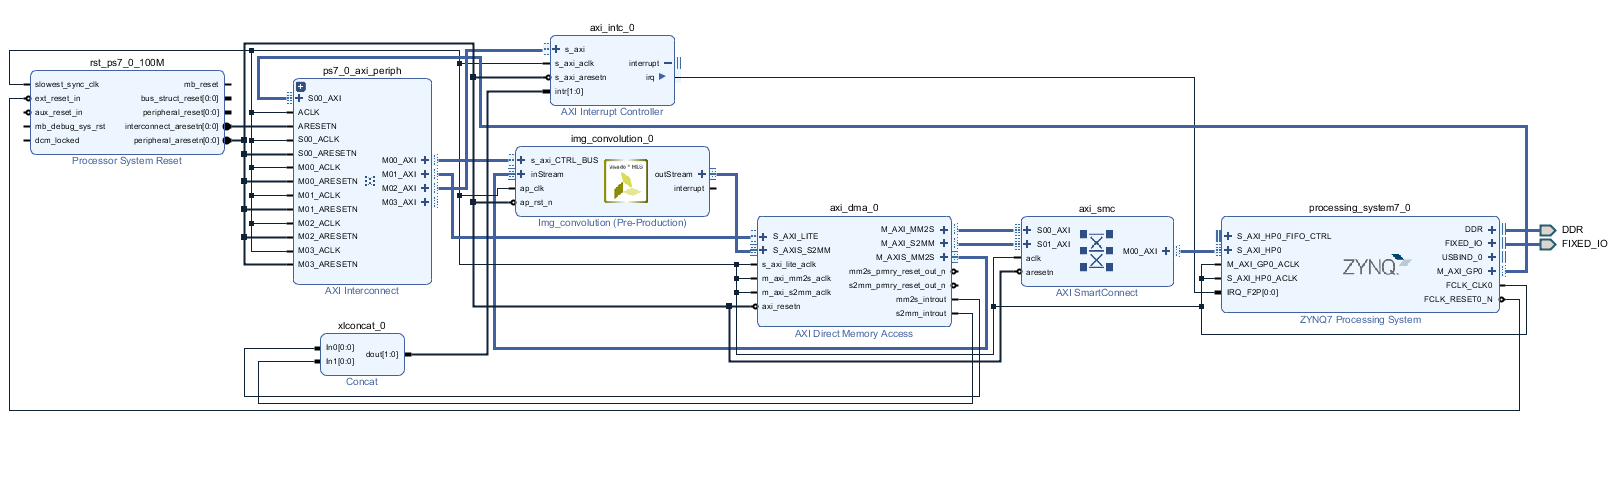 rst_ps7_0_100M
slowest_sync_clk
ext_reset_in
aux_reset_in
mb_debug_sys_rst
dcm_locked
mb_reset
bus_struct_reset[0:0]
peripheral_reset[0:0]
interconnect_aresetn[0:0]
peripheral_aresetn[0:0]
Processor System Reset
ps7_0_axi_periph
S00_AXI
ACLK
ARESETN
S00_ACLK
S00_ARESETN
M00_ACLK
M00_ARESETN
M01_ACLK
M01_ARESETN
M02_ACLK
M02_ARESETN
M03_ACLK
M03_ARESETN
M00_AXI
M01_AXI
M02_AXI
M03_AXI
AXI Interconnect
xlconcat_0
In0[0:0]
In1[0:0]
dout[1:0]
Concat
axi_intc_0
s_axi
s_axi_aclk
s_axi_aresetn
intr[1:0]
interrupt
irq
AXI Interrupt Controller
img_convolution_0
s_axi_CTRL_BUS
inStream
ap_clk
ap_rst_n
outStream
interrupt
Img_convolution (Pre-Production)
axi_dma_0
S_AXI_LITE
S_AXIS_S2MM
s_axi_lite_aclk
m_axi_mm2s_aclk
m_axi_s2mm_aclk
axi_resetn
M_AXI_MM2S
M_AXI_S2MM
M_AXIS_MM2S
mm2s_prmry_reset_out_n
s2mm_prmry_reset_out_n
mm2s_introut
s2mm_introut
AXI Direct Memory Access
axi_smc
S00_AXI
S01_AXI
aclk
aresetn
M00_AXI
AXI SmartConnect
processing_system7_0
S_AXI_HP0_FIFO_CTRL
S_AXI_HP0
M_AXI_GP0_ACLK
S_AXI_HP0_ACLK
IRQ_F2P[0:0]
ZYNQ
DDR
FIXED_IO
USBIND_0
M_AXI_GP0
FCLK_CLK0
FCLK_RESET0_N
ZYNQ7 Processing System
DDR
FIXED_IO